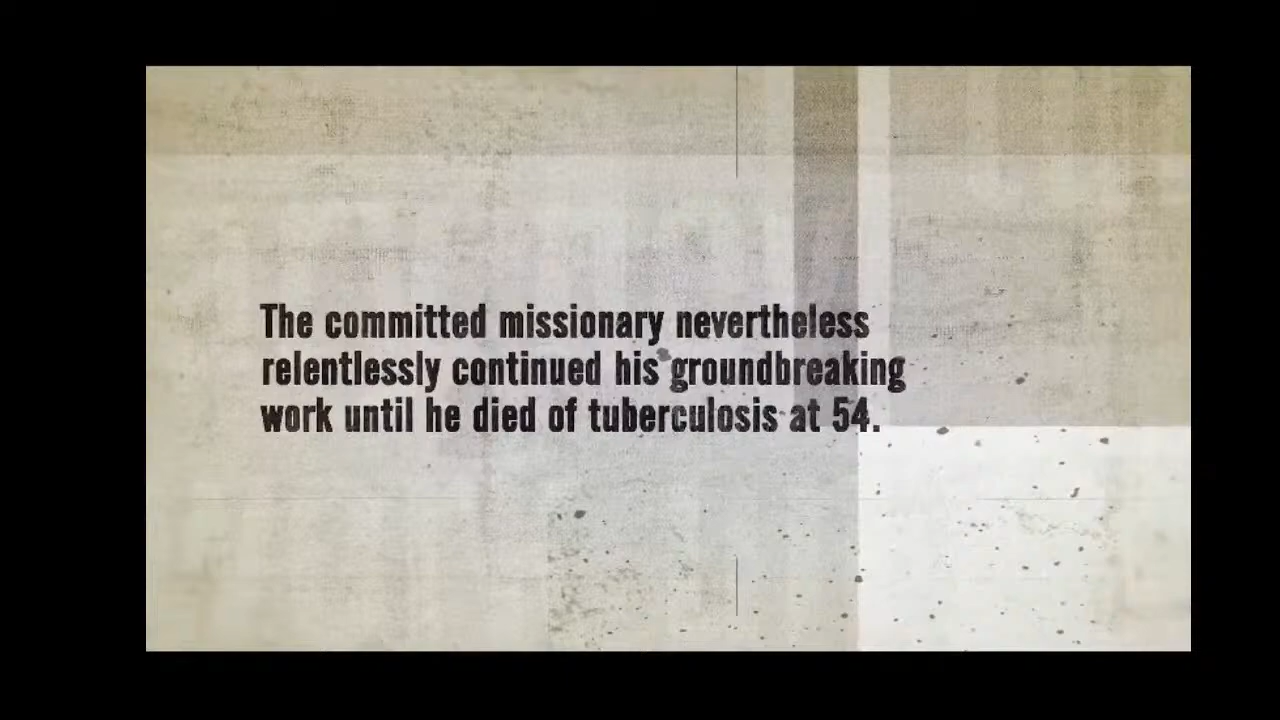 The committed missionary nevertheless
relentlessly continued his groundbreaking
work until he died of tuberculosis at 54.